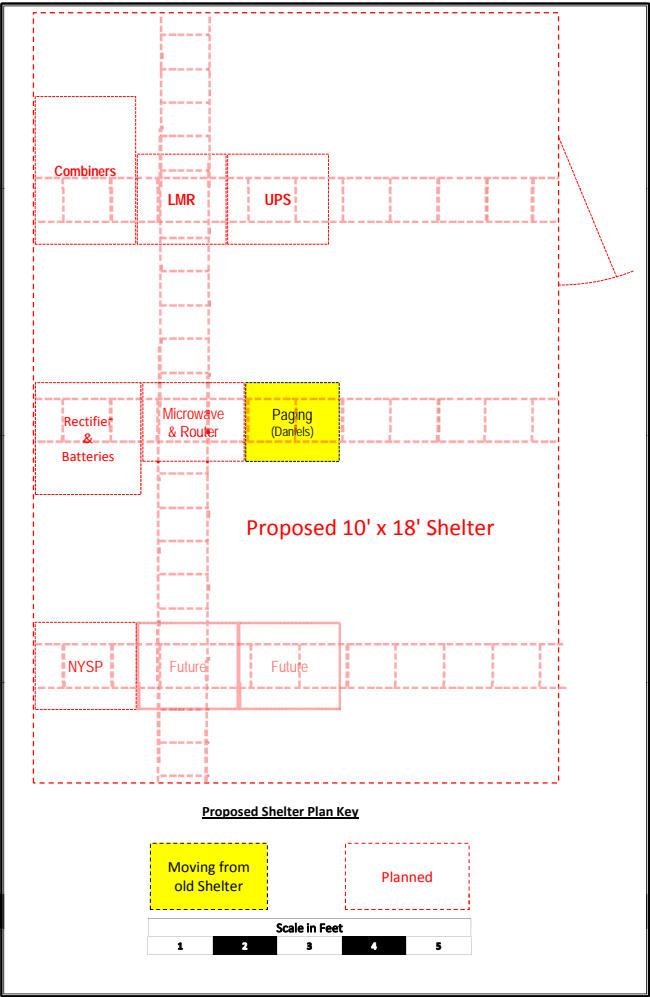 Combiners
LMR
UPS
Rectifier
&
Batteries
Microwave
& Router
Paging
(Daniels)
Proposed 10' x 18' Shelter
NYSP
Future
Future
Proposed Shelter Plan Key
Moving from
old Shelter
Planned
Scale in Feet
1 2 3 4 5